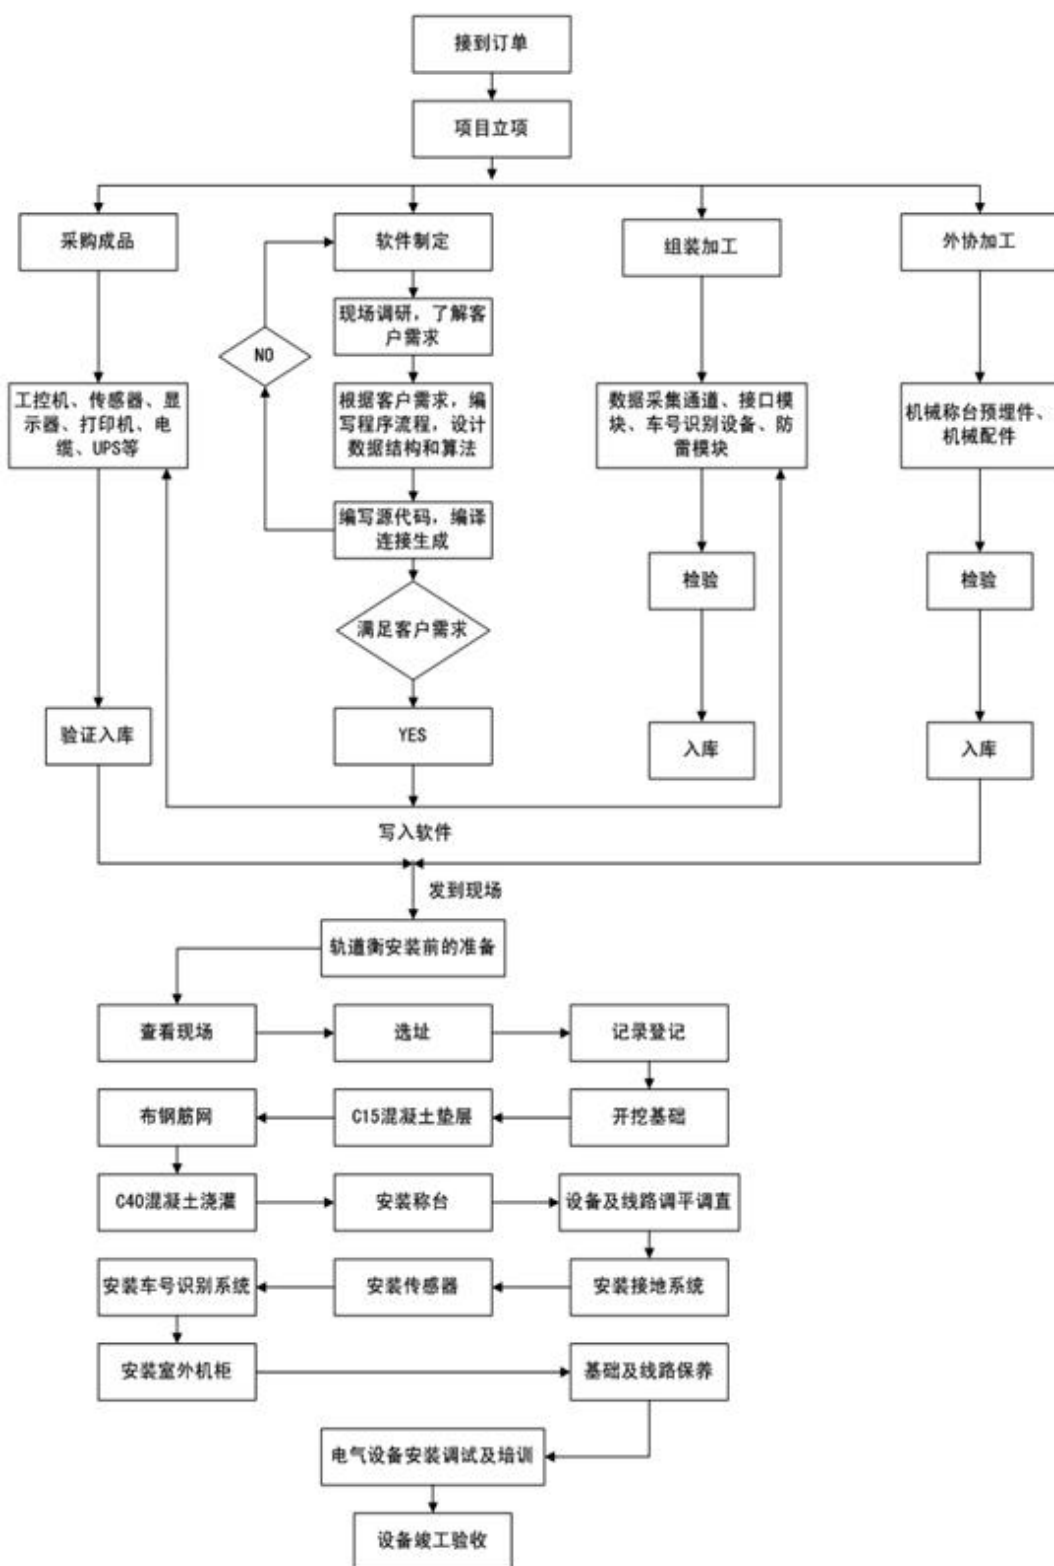 接到订单
项目立项
采购成品
软件制定
组装加工
外协加工
现场调研，了解客
户需求
NO
工控机、传感器、显
示器、打印机、电
缆、UPS等
根据客户需求，编
写程序流程，设计
数据结构和算法
数据采集通道、接口模
块、车号识别设备、防
雷模块
机械称台预埋件、
机械配件
编写源代码，编译
连接生成
检验
检验
满足客户需求
验证入库
YES
入库
入库
写入软件
发到现场
轨道衡安装前的准备
查看现场
选址
记录登记
布钢筋网
C15混凝土垫层
开挖基础
C40混凝土浇灌
安装称台
设备及线路调平调直
安装车号识别系统
安装传感器
安装接地系统
安装室外机柜
基础及线路保养
电气设备安装调试及培训
设备竣工验收